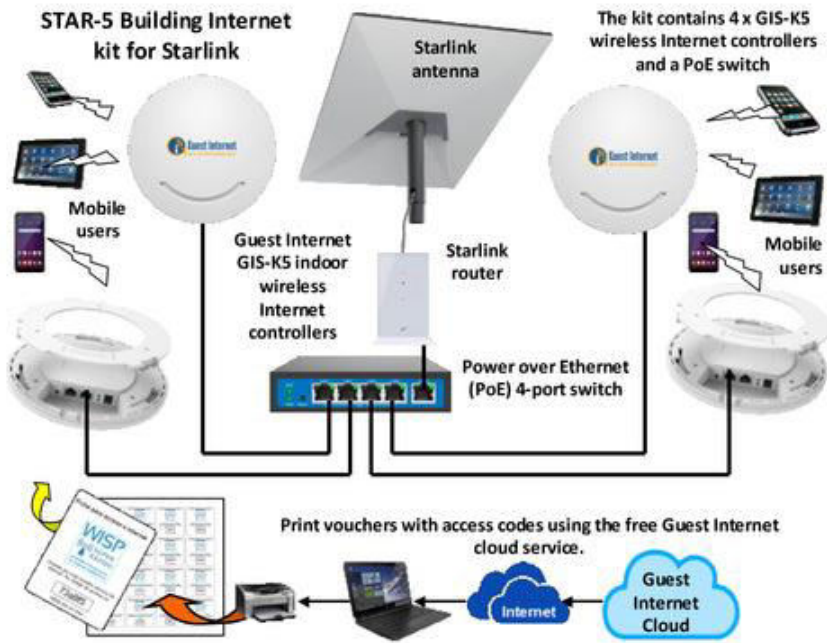 STAR-5 Building Internet
kit for Starlink
Starlink
antenna
The kit contains 4 x GIS-K5
wireless Internet controllers
and a PoE switch
Guest Internet
Guest Internet
Mobile
users
Guest Internet
GIS-K5 indoor
wireless
Internet
controllers
Starlink
router
Mobile
users
Power over Ethernet
(PoE) 4-port switch
Print vouchers with access codes using the free Guest Internet
cloud service.
WISP
Internet
Guest
Internet
Cloud